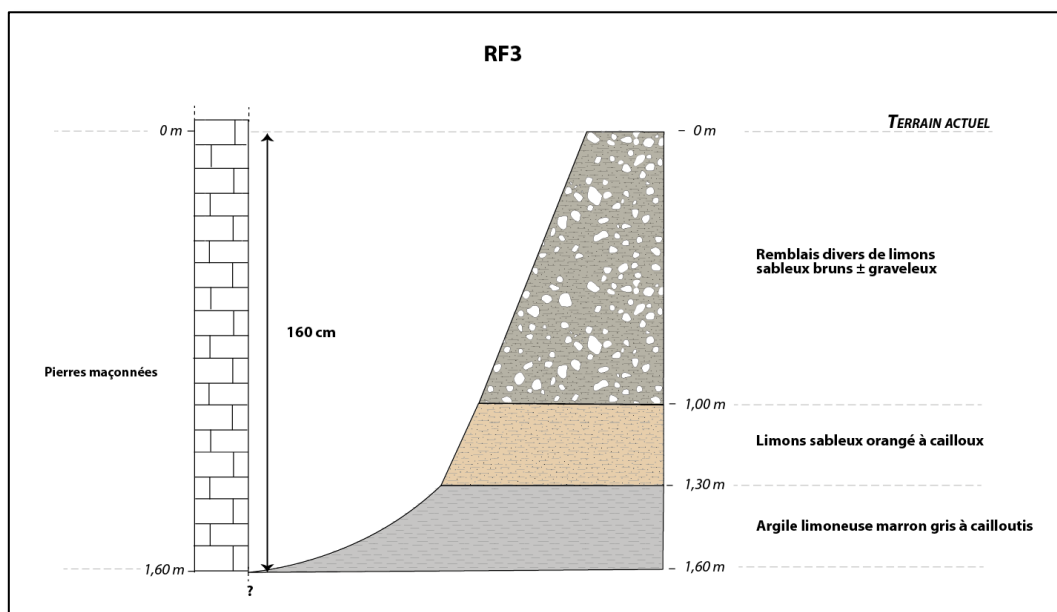 RF3
0 m
0 m
TERRAIN ACTUEL
Remblais divers de limons
sableux bruns ± graveleux
160 cm
Pierres maçonnées
1,00 m
Limons sableux orangé à cailloux
1,30 m
Argile limoneuse marron gris à cailloutis
1,60 m
1,60 m
?